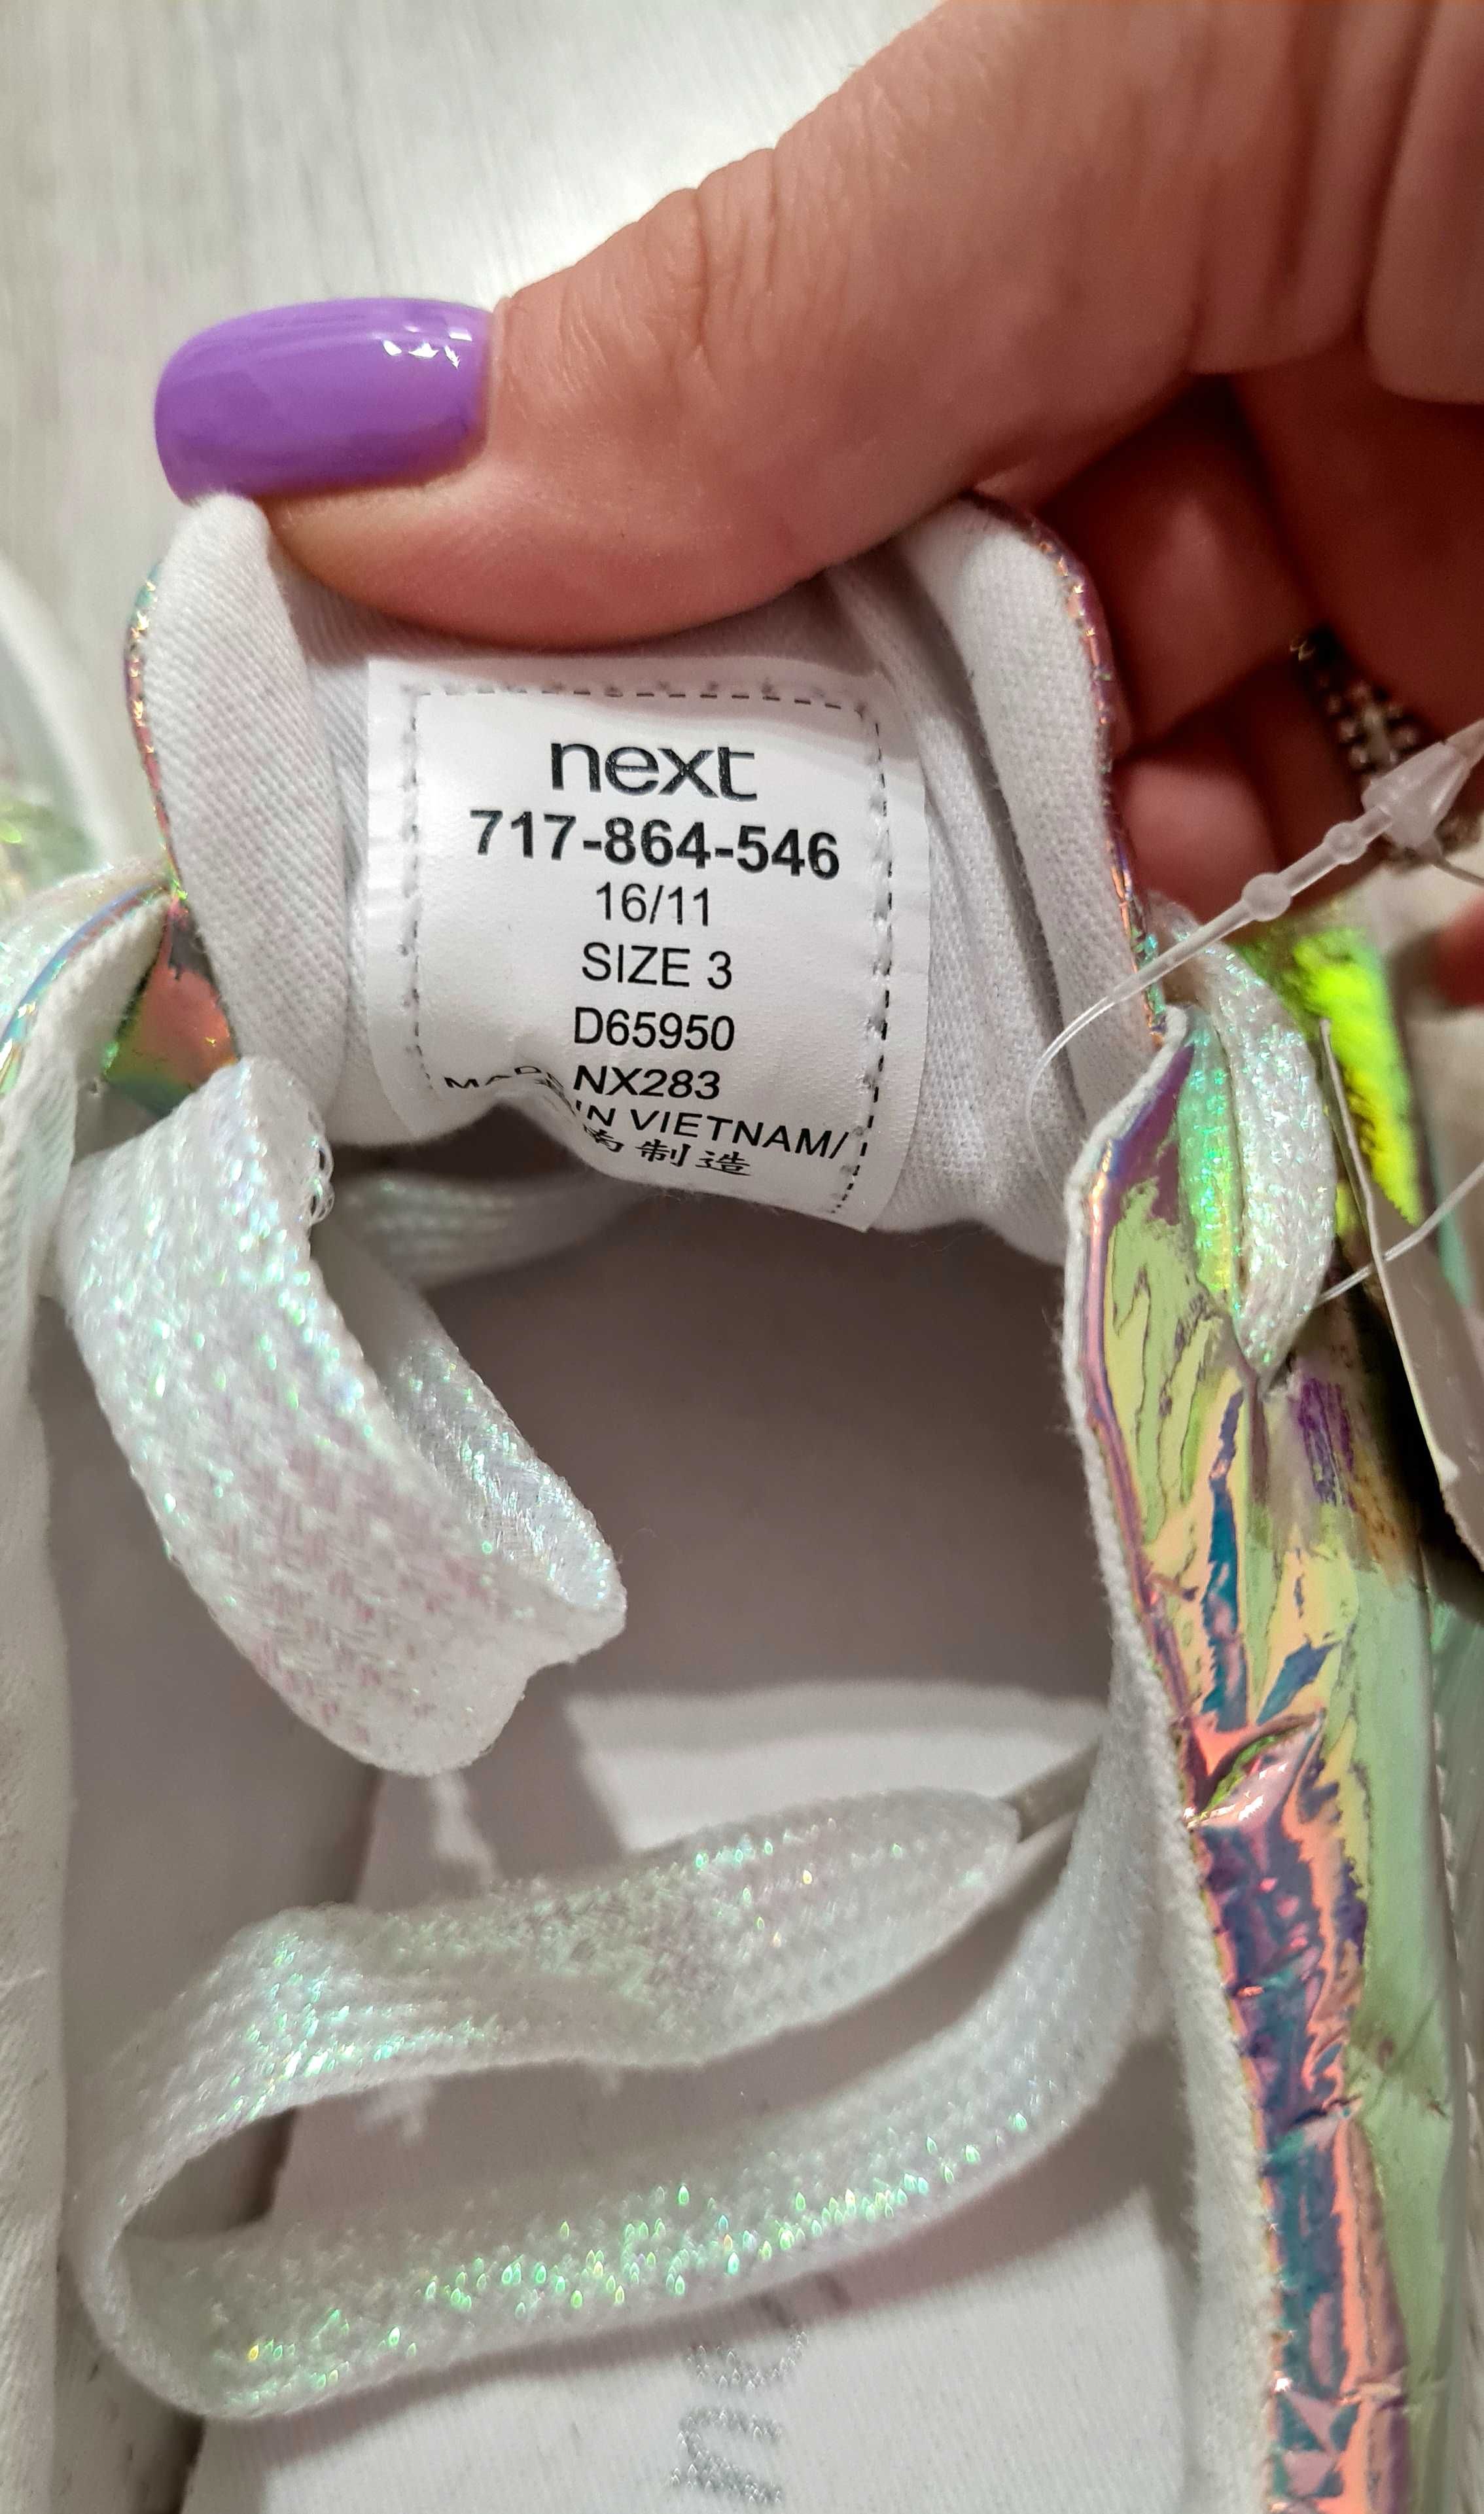 next
717-864-546
16/11
SIZE 3
D65950
NX283
IN VIETNAM/
制造